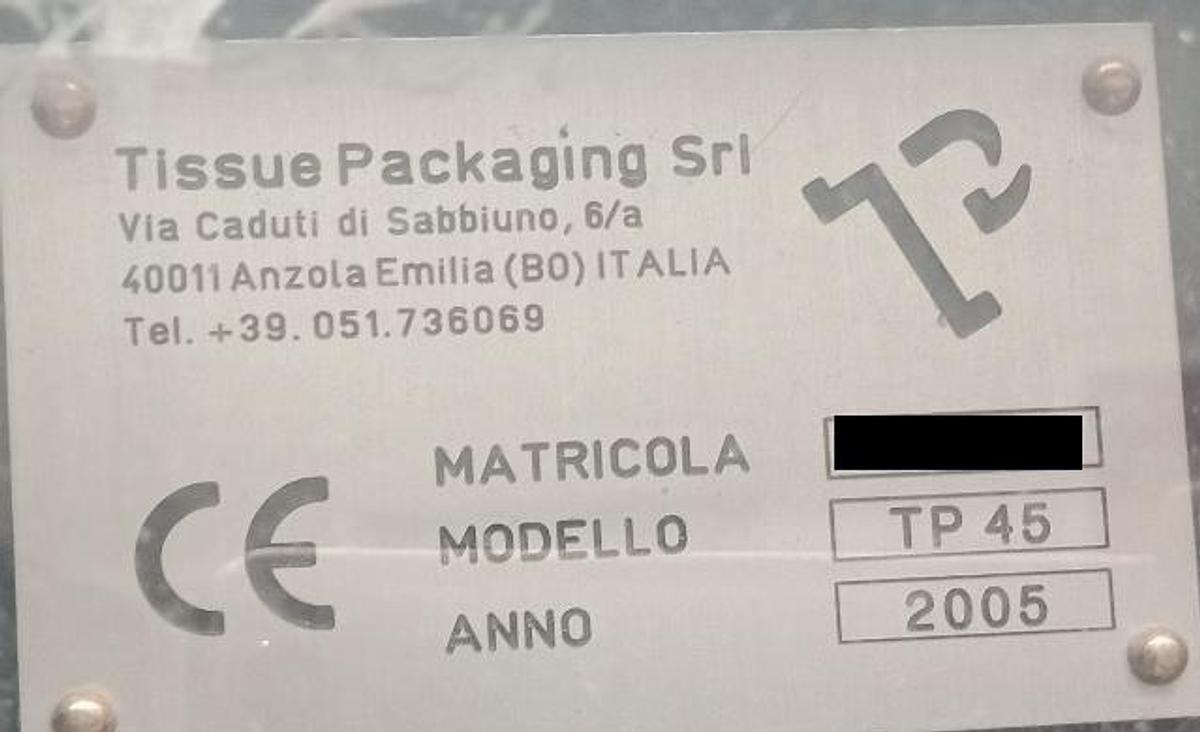 Tissue Packaging Srl
Via Caduti di Sabbiuno, 6/a
40011 Anzola Emilia (BO) ITALIA
Tel. +39. 051.736069
TP
CE
MATRICOLA
MODELLO TP 45
ANNO 2005